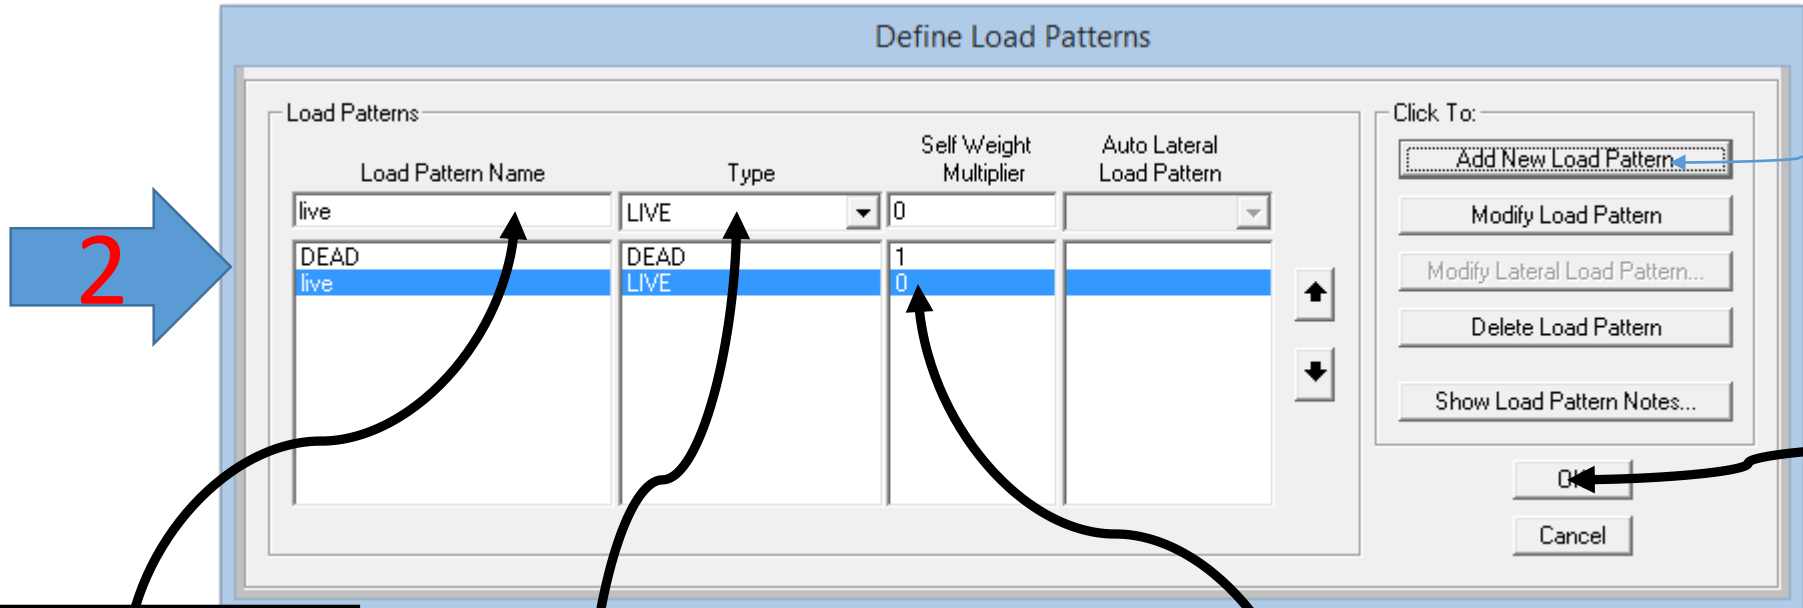 Define Load Patterns
Load Patterns
Click To:
Load Pattern Name
Type
Self Weight
Multiplier
Auto Lateral
Load Pattern
live
LIVE
0
DEAD
DEAD
1
live
LIVE
0
Add New Load Pattern
Modify Load Pattern
Modify Lateral Load Pattern...
Delete Load Pattern
Show Load Pattern Notes...
OK
Cancel
2